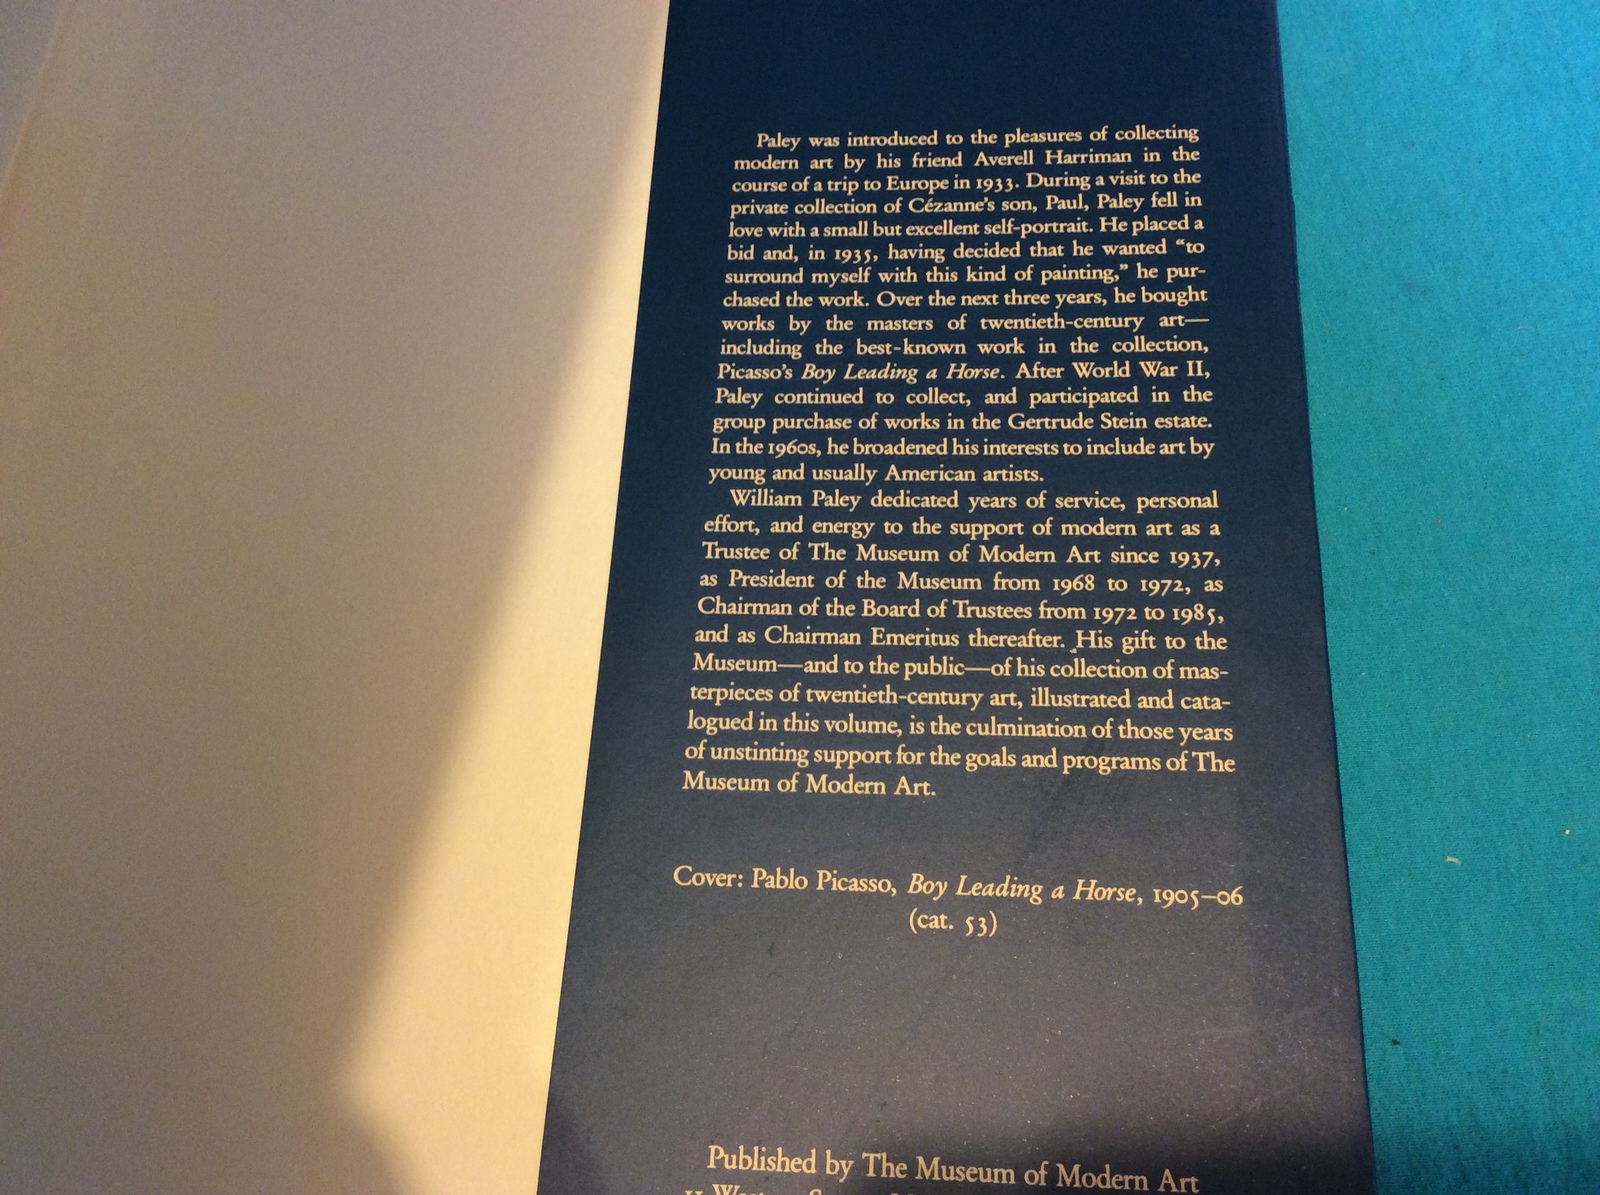 Paley was introduced to the pleasures of collecting
modern art by his friend Averell Harriman in the
course of a trip to Europe in 1933. During a visit to the
private collection of Cézanne's son, Paul, Paley fell in
love with a small but excellent self-portrait. He placed a
bid and, in 1935, having decided that he wanted “to
surround myself with this kind of painting,” he pur-
chased the work. Over the next three years, he bought
works by the masters of twentieth-century art—
including the best-known work in the collection,
Picasso's Boy Leading a Horse. After World War II,
Paley continued to collect, and participated in the
group purchase of works in the Gertrude Stein estate.
In the 1960s, he broadened his interests to include art by
young and usually American artists.
William Paley dedicated years of service, personal
effort, and energy to the support of modern art as a
Trustee of The Museum of Modern Art since 1937,
as President of the Museum from 1968 to 1972, as
Chairman of the Board of Trustees from 1972 to 1985,
and as Chairman Emeritus thereafter. His gift to the
Museum—and to the public—of his collection of mas-
terpieces of twentieth-century art, illustrated and cata-
logued in this volume, is the culmination of those years
of unstinting support for the goals and programs of The
Museum of Modern Art.
Cover: Pablo Picasso, Boy Leading a Horse, 1905–06
(cat. 53)
Published by The Museum of Modern Art